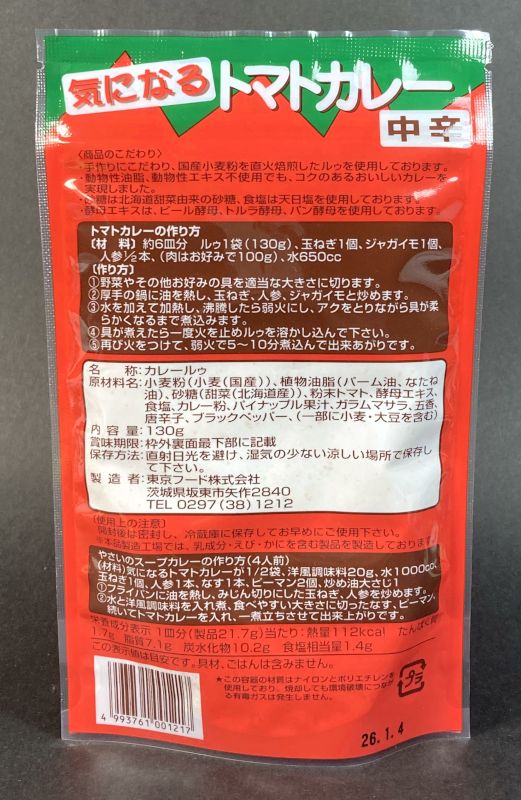 気になる トマトカレー
中辛
〈商品のこだわり〉
・手作りにこだわり、国産小麦粉を直火焙煎したルゥを使用しております。
・動物性油脂、動物性エキス不使用でも、コクのあるおいしいカレーを
実現しました。
・砂糖は北海道甜菜由来の砂糖、食塩は天日塩を使用しております。
・酵母エキスは、ビール酵母、トルラ酵母、パン酵母を使用しております。
トマトカレーの作り方
〔材 料〕約6皿分 ルゥ1袋(130g)、玉ねぎ1個、ジャガイモ1個、
人参½本、(肉はお好みで100g)、水650cc
〔作り方〕
①野菜やその他お好みの具を適当な大きさに切ります。
②厚手の鍋に油を熱し、玉ねぎ、人参、ジャガイモと炒めます。
③水を加えて加熱し、沸騰したら弱火にし、アクをとりながら具が柔
らかくなるまで煮込みます。
④具が煮えたら一度火を止めルゥを溶かし込んで下さい。
⑤再び火をつけて、弱火で5〜10分煮込んで出来あがりです。
名 称:カレールゥ
原材料名:小麦粉(小麦(国産))、植物油脂(パーム油、なたね
油)、砂糖(甜菜(北海道産))、粉末トマト、酵母エキス、
食塩、カレー粉、パイナップル果汁、ガラムマサラ、五香、
唐辛子、ブラックペッパー、(一部に小麦・大豆を含む)
内 容 量:130g
賞味期限:枠外裏面最下部に記載
保存方法:直射日光を避け、湿気の少ない涼しい場所で保存し
て下さい。
製 造 者:東京フード株式会社
茨城県坂東市矢作2840
TEL 0297(38)1212
〔使用上の注意〕
開封後は密封し、冷蔵庫に保存してお早めにご使用下さい。
※本品製造工場では、乳成分・えび・かにを含む製品を製造しております
やさいのスープカレーの作り方(4人前)
(材料)気になるトマトカレーが1/2袋、洋風調味料20g、水1000cc、
玉ねぎ1個、人参1本、なす1本、ピーマン2個、炒め油大さじ1
①フライパンに油を熱し、みじん切りにした玉ねぎ、人参を炒めます。
②水と洋風調味料を入れ煮、食べやすい大きさに切ったなす、ピーマン、
続いてトマトカレーを入れ、一煮立ちさせて出来上がりです。
栄養成分表示 1皿分(製品21.7g)当たり:熱量112kcal たんぱく質
1.7g 脂質7.1g 炭水化物10.2g 食塩相当量1.4g
この表示値は目安です。具材、ごはんは含みません。
★この容器の材質はナイロンとポリエチレンを
使用しており、焼却しても環境破壊につなが
る有毒ガスは発生しません。
プラ
4 993761 001217
26.1.4